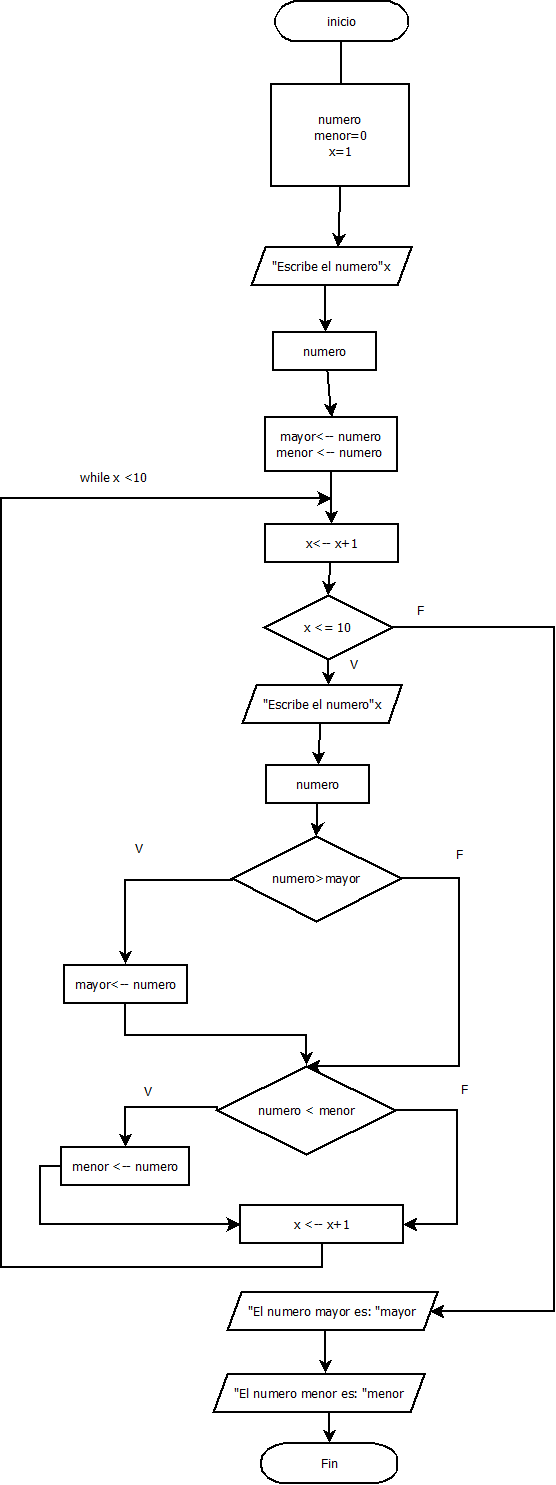 inicio
numero
menor=0
x=1
"Escribe el numero"x
numero
mayor<-- numero
menor <-- numero
while x <10
x<-- x+1
x <= 10
F
V
"Escribe el numero"x
numero
V
F
numero>mayor
mayor<-- numero
V
F
numero < menor
menor <-- numero
x <-- x+1
"El numero mayor es: "mayor
"El numero menor es: "menor
Fin